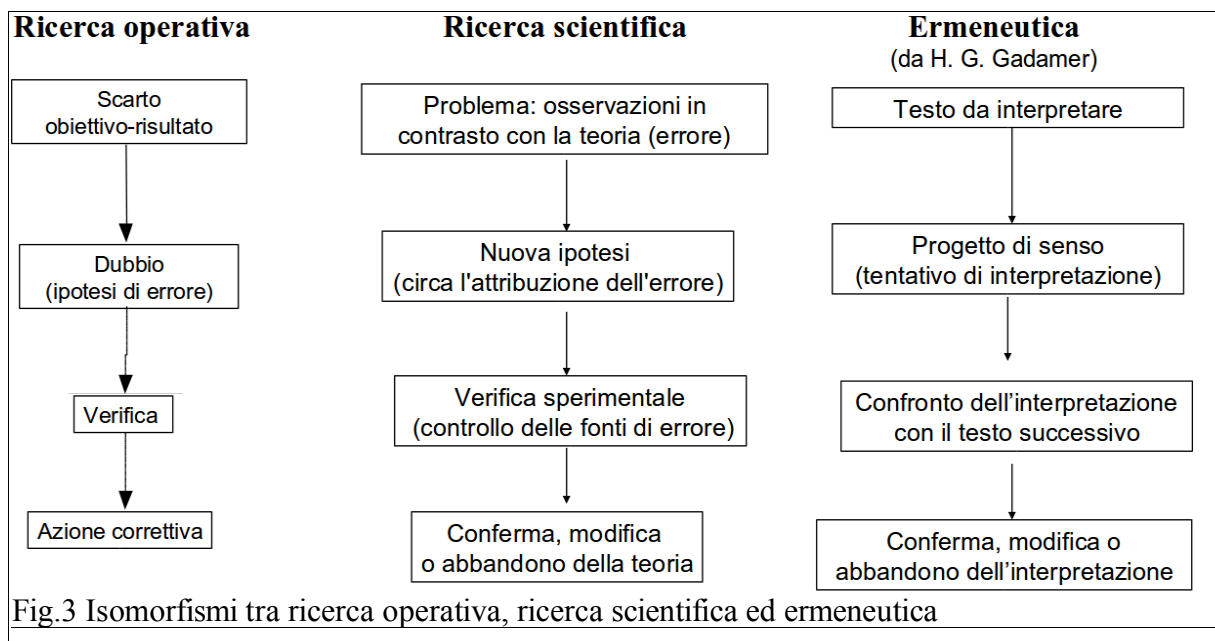 Ricerca operativa
Scarto
obiettivo-risultato
Dubbio
(ipotesi di errore)
Verifica
Azione correttiva
Ricerca scientifica
Problema: osservazioni in
contrasto con la teoria (errore)
Nuova ipotesi
(circa l'attribuzione dell'errore)
Verifica sperimentale
(controllo delle fonti di errore)
Conferma, modifica
o abbandono della teoria
Ermeneutica
(da H. G. Gadamer)
Testo da interpretare
Progetto di senso
(tentativo di interpretazione)
Confronto dell’interpretazione
con il testo successivo
Conferma, modifica o
abbandono dell’interpretazione
Fig.3 Isomorfismi tra ricerca operativa, ricerca scientifica ed ermeneutica